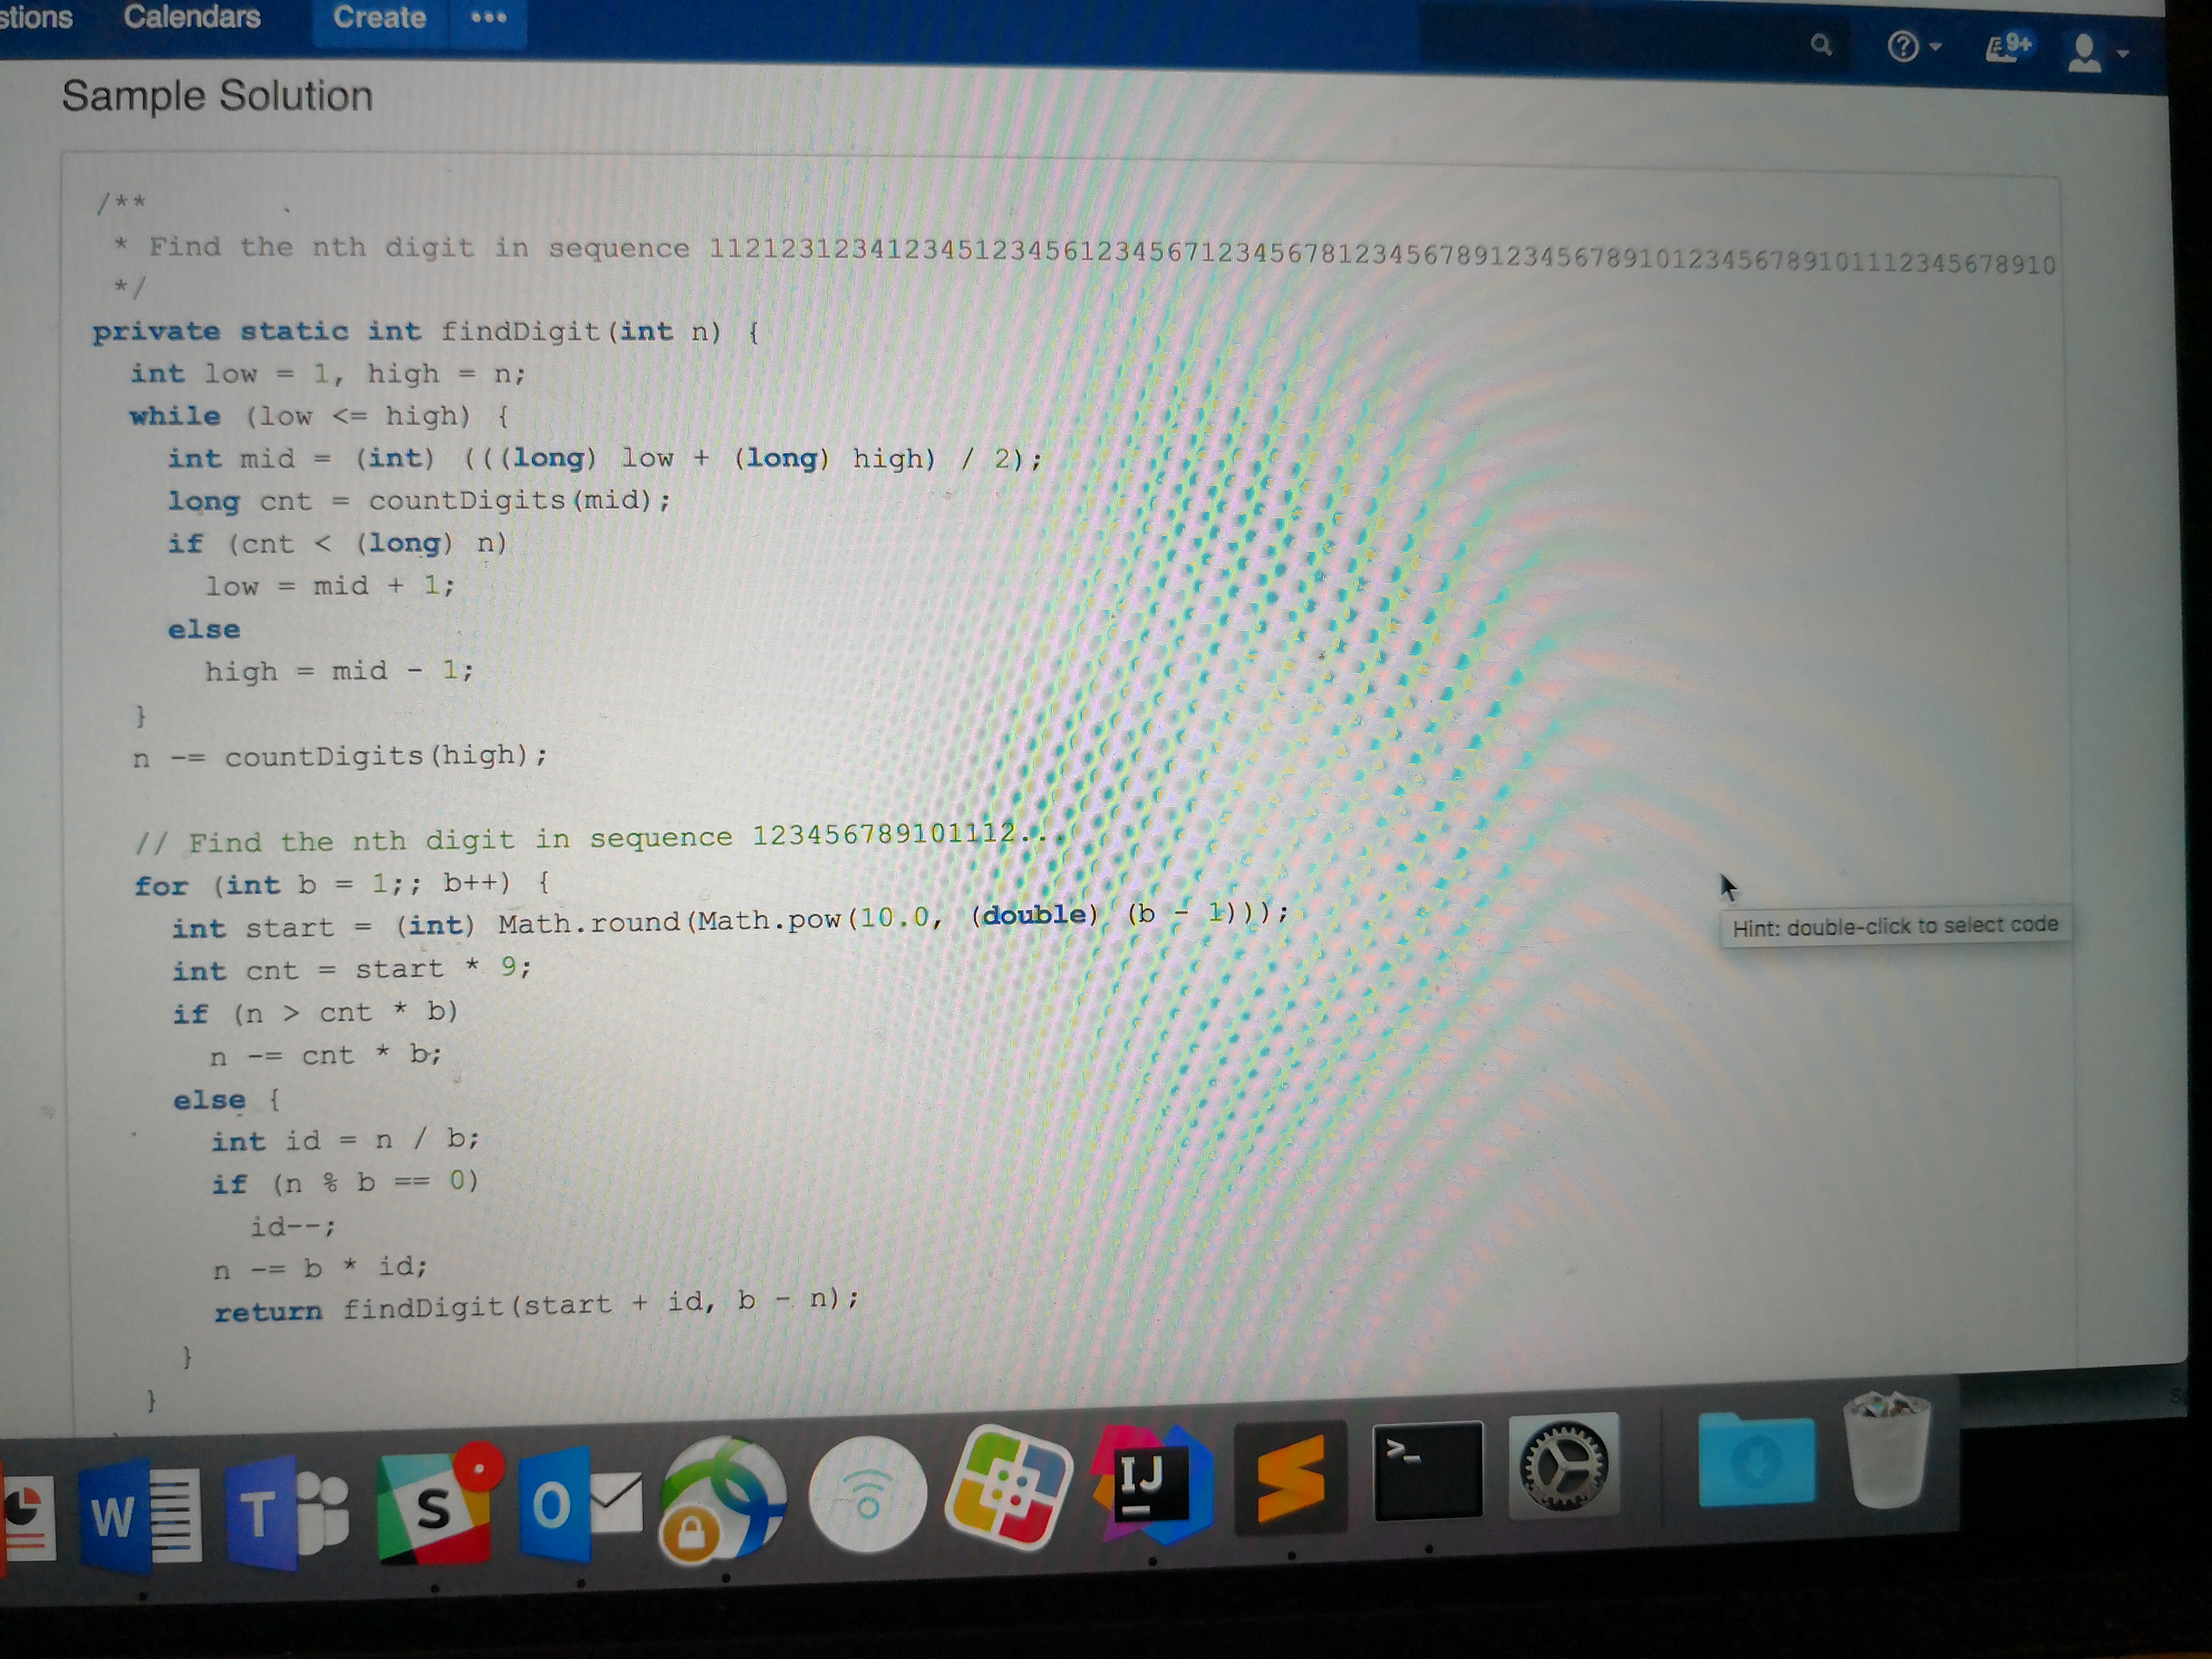 stions Calendars Create •••
9+
Sample Solution
/**
* Find the nth digit in sequence 11212312341234512345612345671234567812345678912345678910123456789101112345678910
*/
private static int findDigit(int n) {
int low = 1, high = n;
while (low <= high) {
int mid = (int) (((long) low + (long) high) / 2);
long cnt = countDigits(mid);
if (cnt < (long) n)
low = mid + 1;
else
high = mid - 1;
}
n -= countDigits(high);
// Find the nth digit in sequence 123456789101112...
for (int b = 1;; b++) {
int start = (int) Math.round(Math.pow(10.0, (double) (b - 1)));
Hint: double-click to select code
int cnt = start * 9;
if (n > cnt * b)
n -= cnt * b;
else {
int id = n / b;
if (n % b == 0)
id--;
n -= b * id;
return findDigit(start + id, b - n);
}
}
W T S O IJ >_